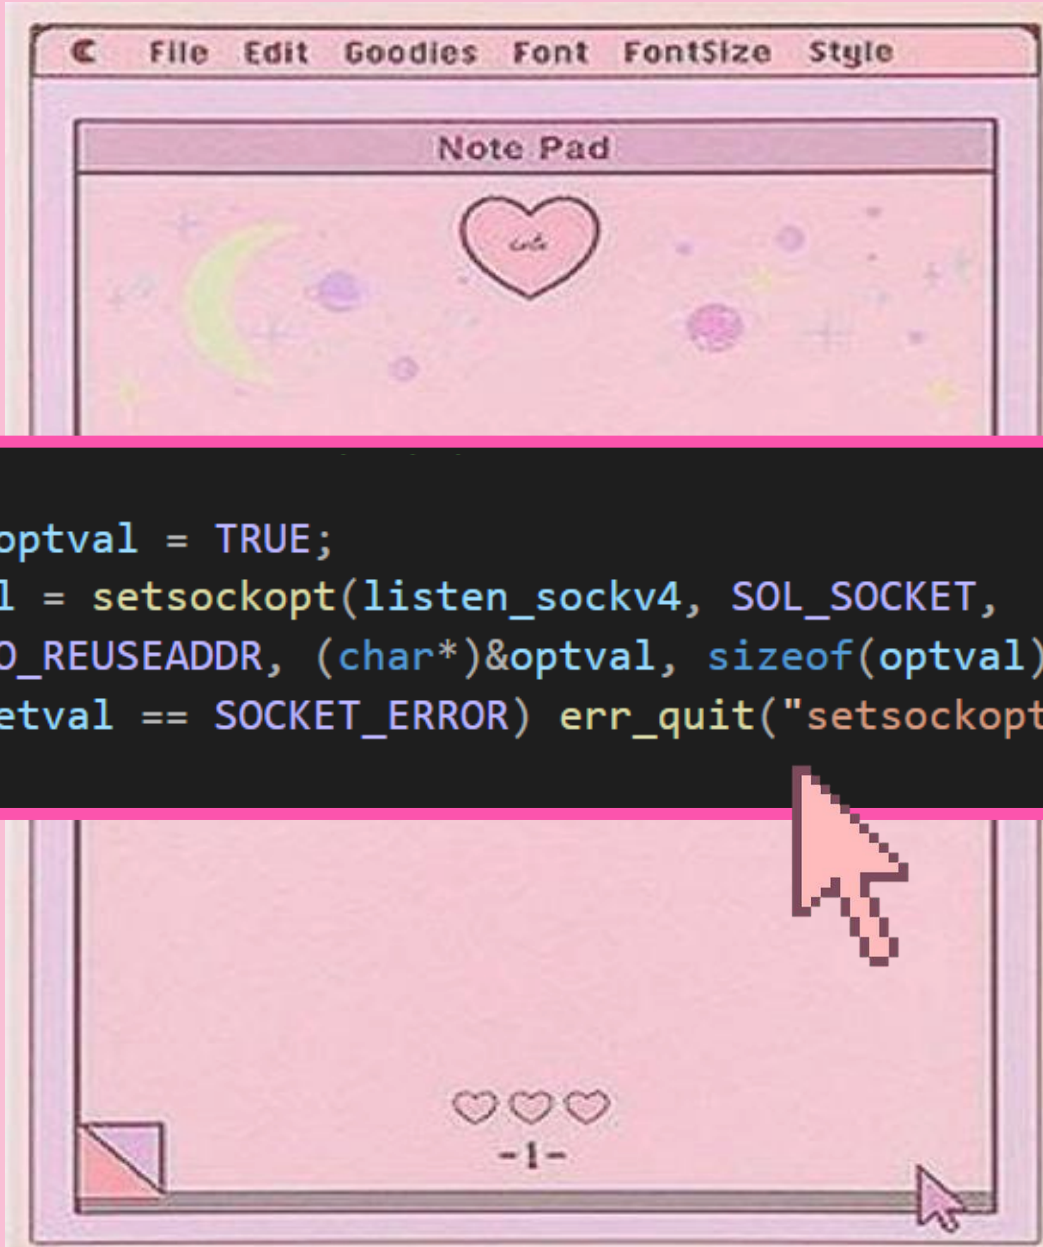 File Edit Goodies Font FontSize Style
Note Pad
cute
optval = TRUE;
l = setsockopt(listen_sockv4, SOL_SOCKET,
O_REUSEADDR, (char*)&optval, sizeof(optval)
etval == SOCKET_ERROR) err_quit("setsockopt
-1-